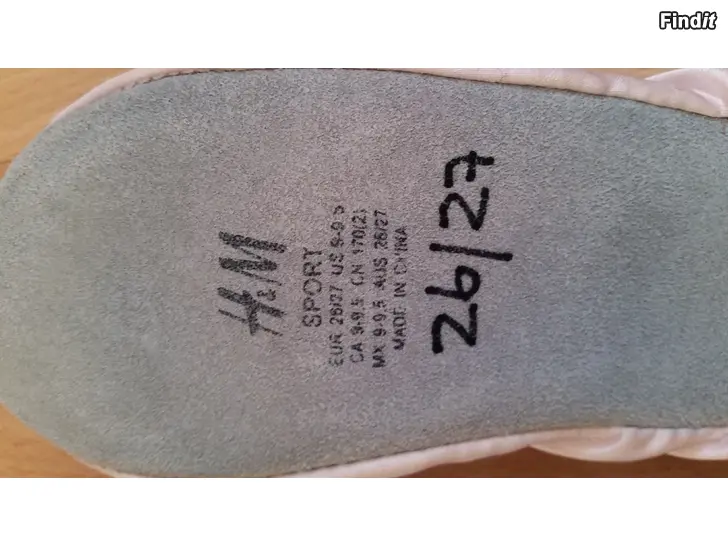 Findit
H&M
SPORT
EUR 26/27 US 9-9.5
CA 9-9.5 CN 170(2)
MX 9-9.5 AUS 26/27
MADE IN CHINA
26/27